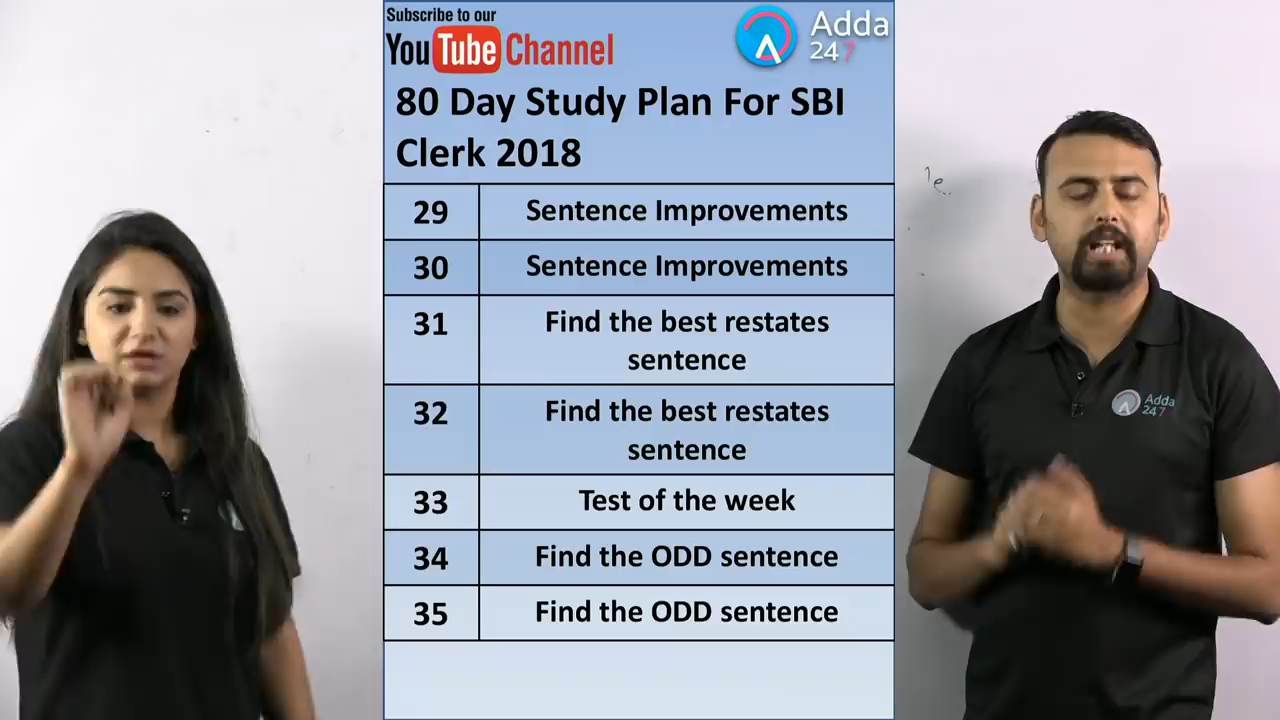 Subscribe to our
YouTube Channel
Adda
247
80 Day Study Plan For SBI
Clerk 2018
29 Sentence Improvements
30 Sentence Improvements
31 Find the best restates
sentence
32 Find the best restates
sentence
33 Test of the week
34 Find the ODD sentence
35 Find the ODD sentence
Adda
247